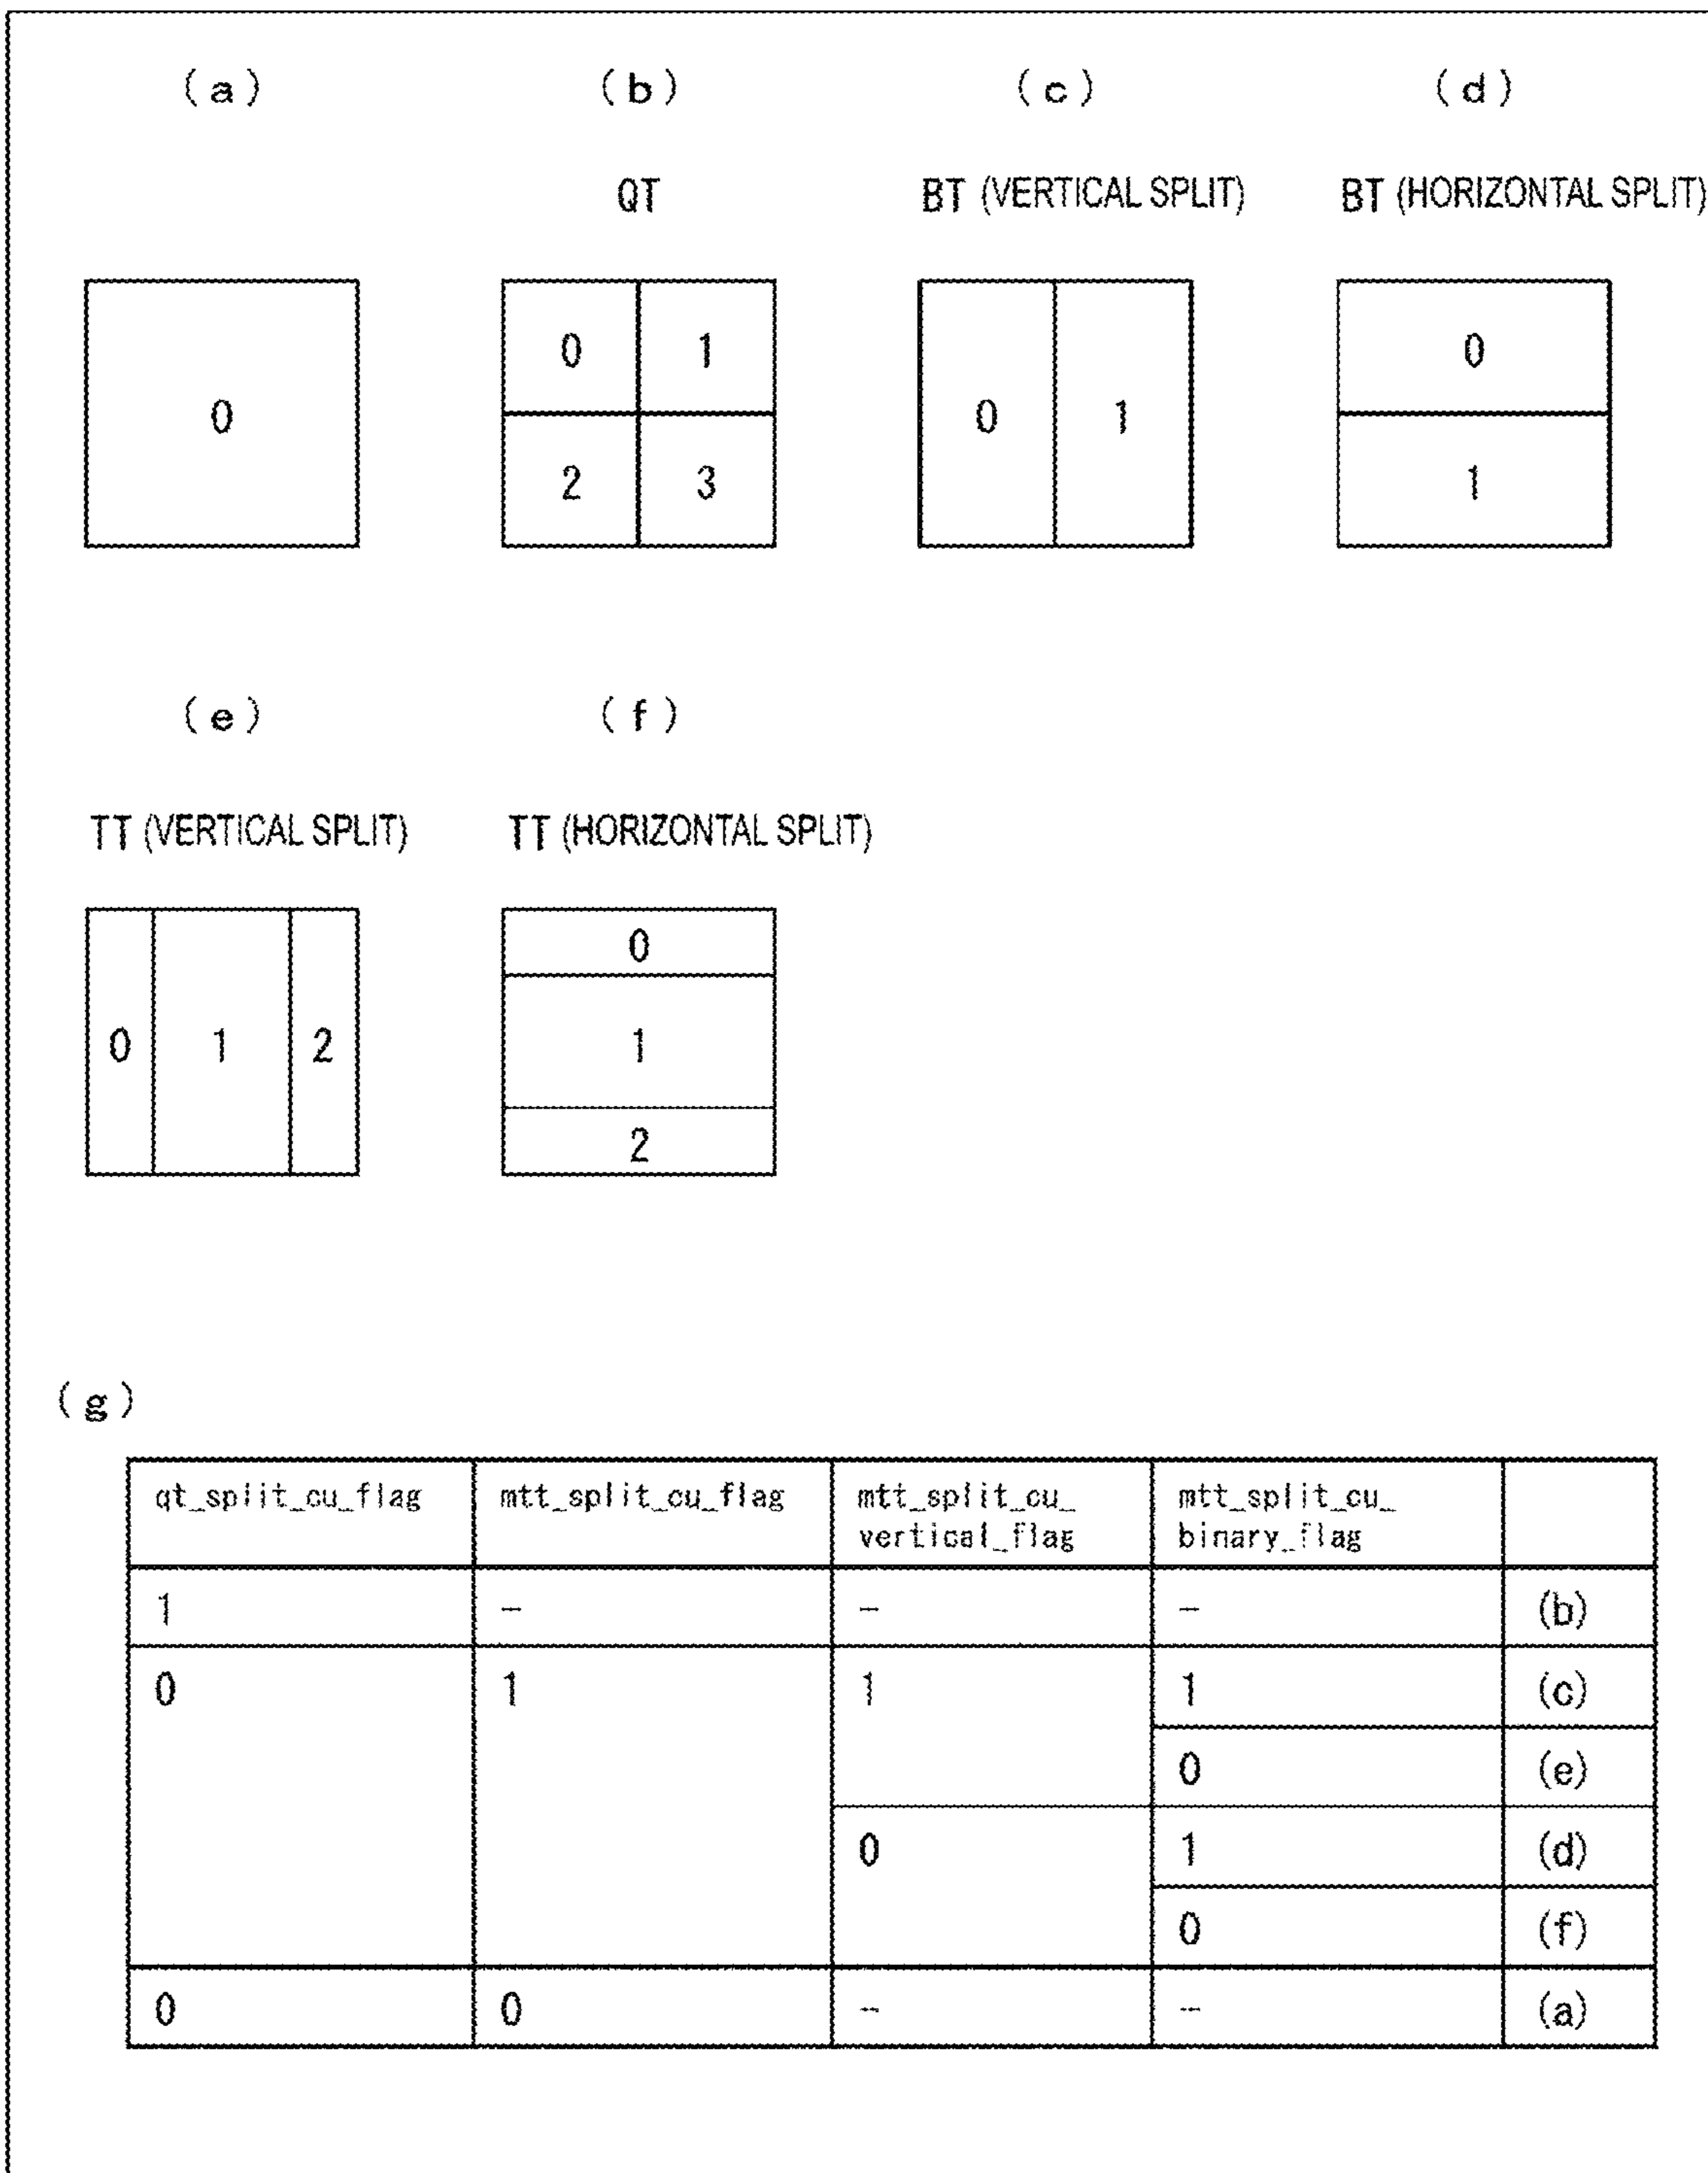 (a) (b) (c) (d)
QT BT (VERTICAL SPLIT) BT (HORIZONTAL SPLIT)
0 1 0
0 0 1
2 3 1
(e) (f)
TT (VERTICAL SPLIT) TT (HORIZONTAL SPLIT)
0
0 1 2 1
2
(g)
qt_split_cu_flag mtt_split_cu_flag mtt_split_cu_ mtt_split_cu_
vertical_flag binary_flag
1 - - - (b)
0 1 1 1 (c)
0 (e)
0 1 (d)
0 (f)
0 0 - - (a)